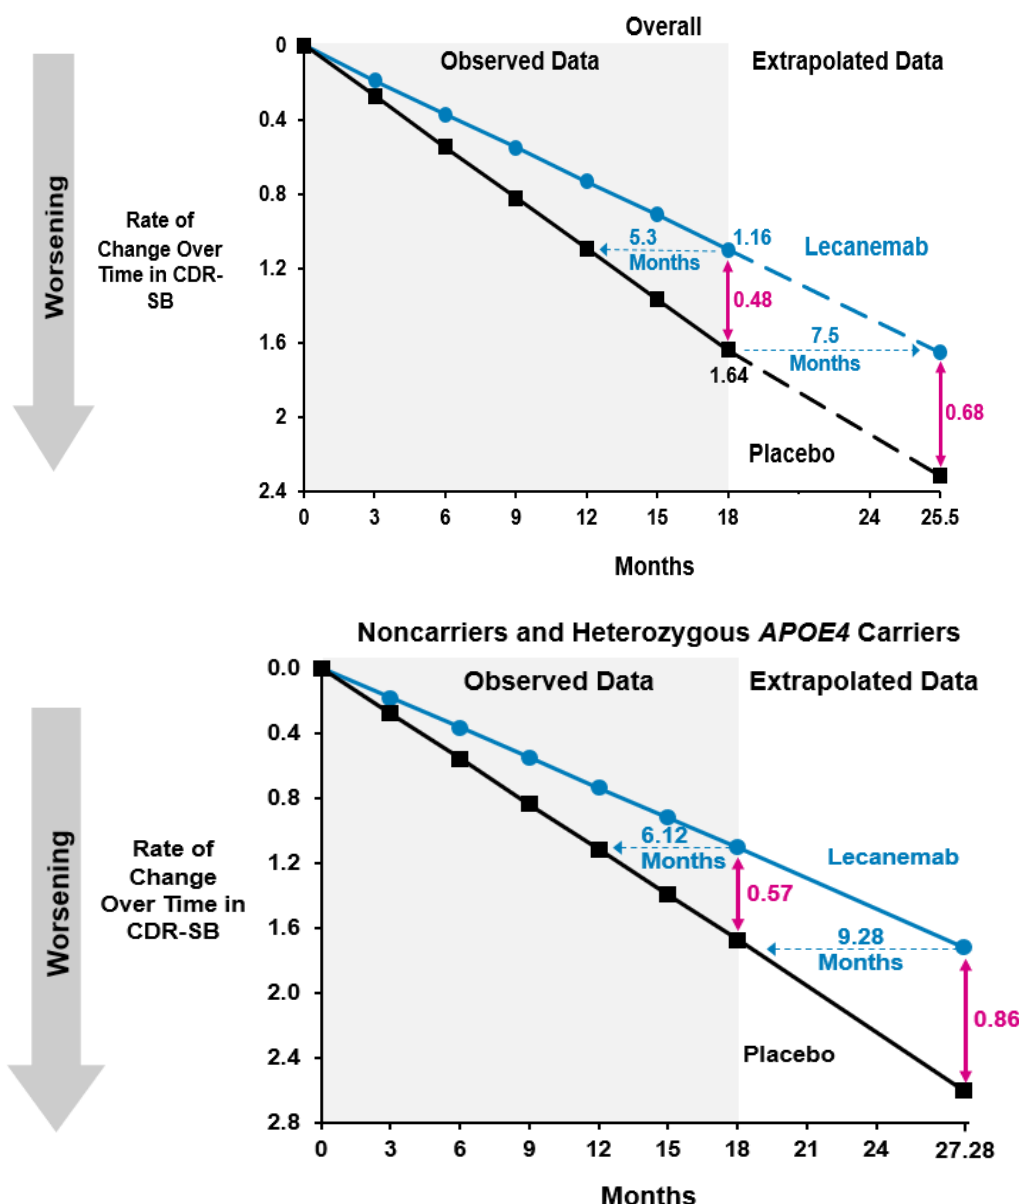 Overall
Observed Data
Extrapolated Data
Worsening
Rate of
Change Over
Time in CDR-
SB
0
0.4
0.8
1.2
1.6
2
2.4
5.3
Months
1.16
Lecanemab
0.48
7.5
Months
1.64
0.68
Placebo
0
3
6
9
12
15
18
24
25.5
Months
Noncarriers and Heterozygous APOE4 Carriers
Observed Data
Extrapolated Data
Worsening
Rate of
Change
Over Time in
CDR-SB
0.0
0.4
0.8
1.2
1.6
2.0
2.4
2.8
6.12
Months
Lecanemab
0.57
9.28
Months
0.86
Placebo
0
3
6
9
12
15
18
21
24
27.28
Months